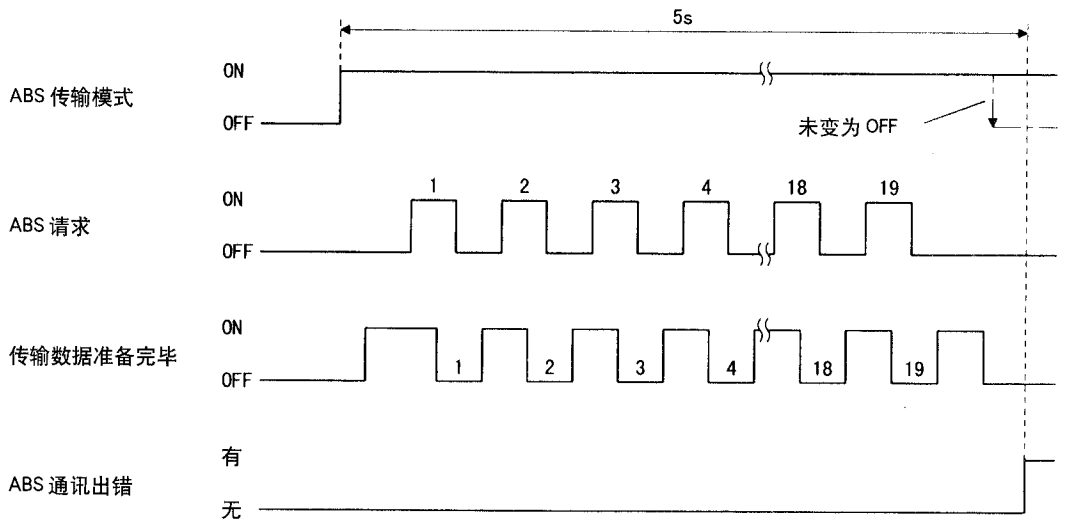 5s
ABS 传输模式
ON
OFF
未变为 OFF
ABS 请求
ON
OFF
1 2 3 4 18 19
传输数据准备完毕
ON
OFF
1 2 3 4 18 19
ABS 通讯出错
有
无